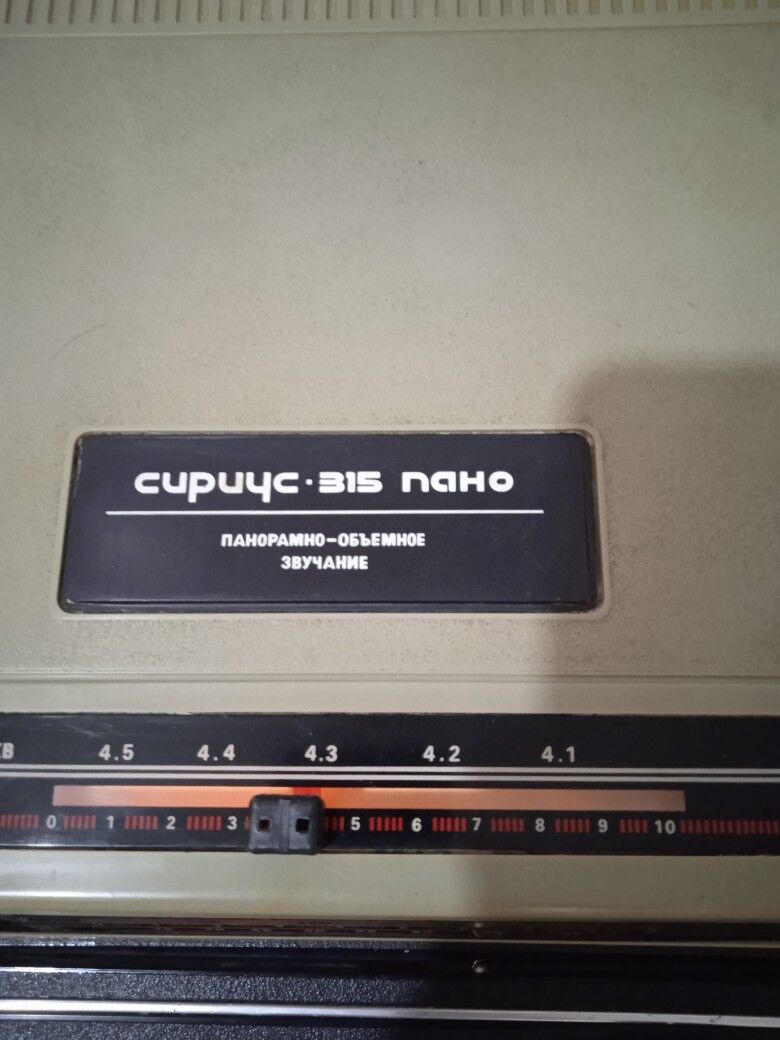 сириус·315 пано
ПАНОРАМНО-ОБЪЕМНОЕ
ЗВУЧАНИЕ
4.5 4.4 4.3 4.2 4.1
0 1 2 3 5 6 7 8 9 10